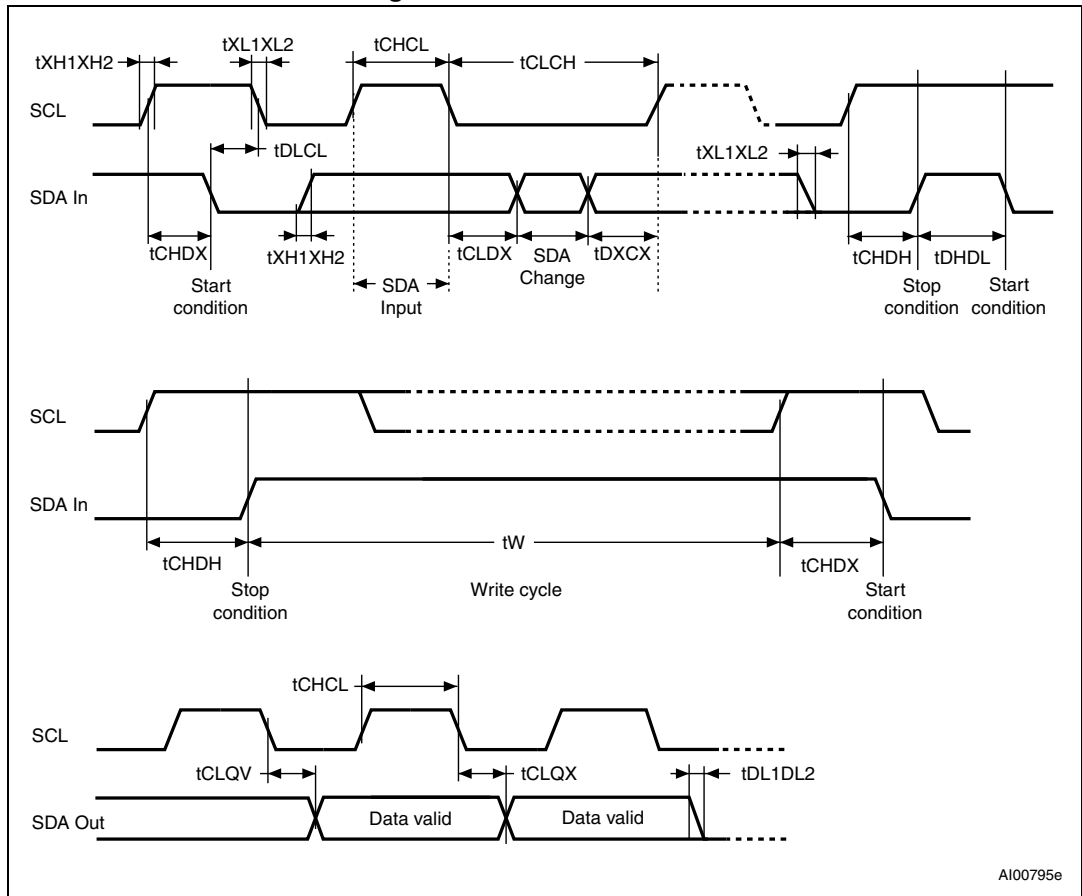 tXH1XH2
tXL1XL2
tCHCL
tCLCH
SCL
tDLCL
tXL1XL2
SDA In
tCHDX
tXH1XH2
tCLDX
SDA
Change
tDXCX
tCHDH
tDHDL
Start
condition
SDA
Input
Stop
condition
Start
condition
SCL
SDA In
tCHDH
tW
tCHDX
Stop
condition
Write cycle
Start
condition
tCHCL
SCL
tCLQV
tCLQX
tDL1DL2
SDA Out
Data valid
Data valid
AI00795e